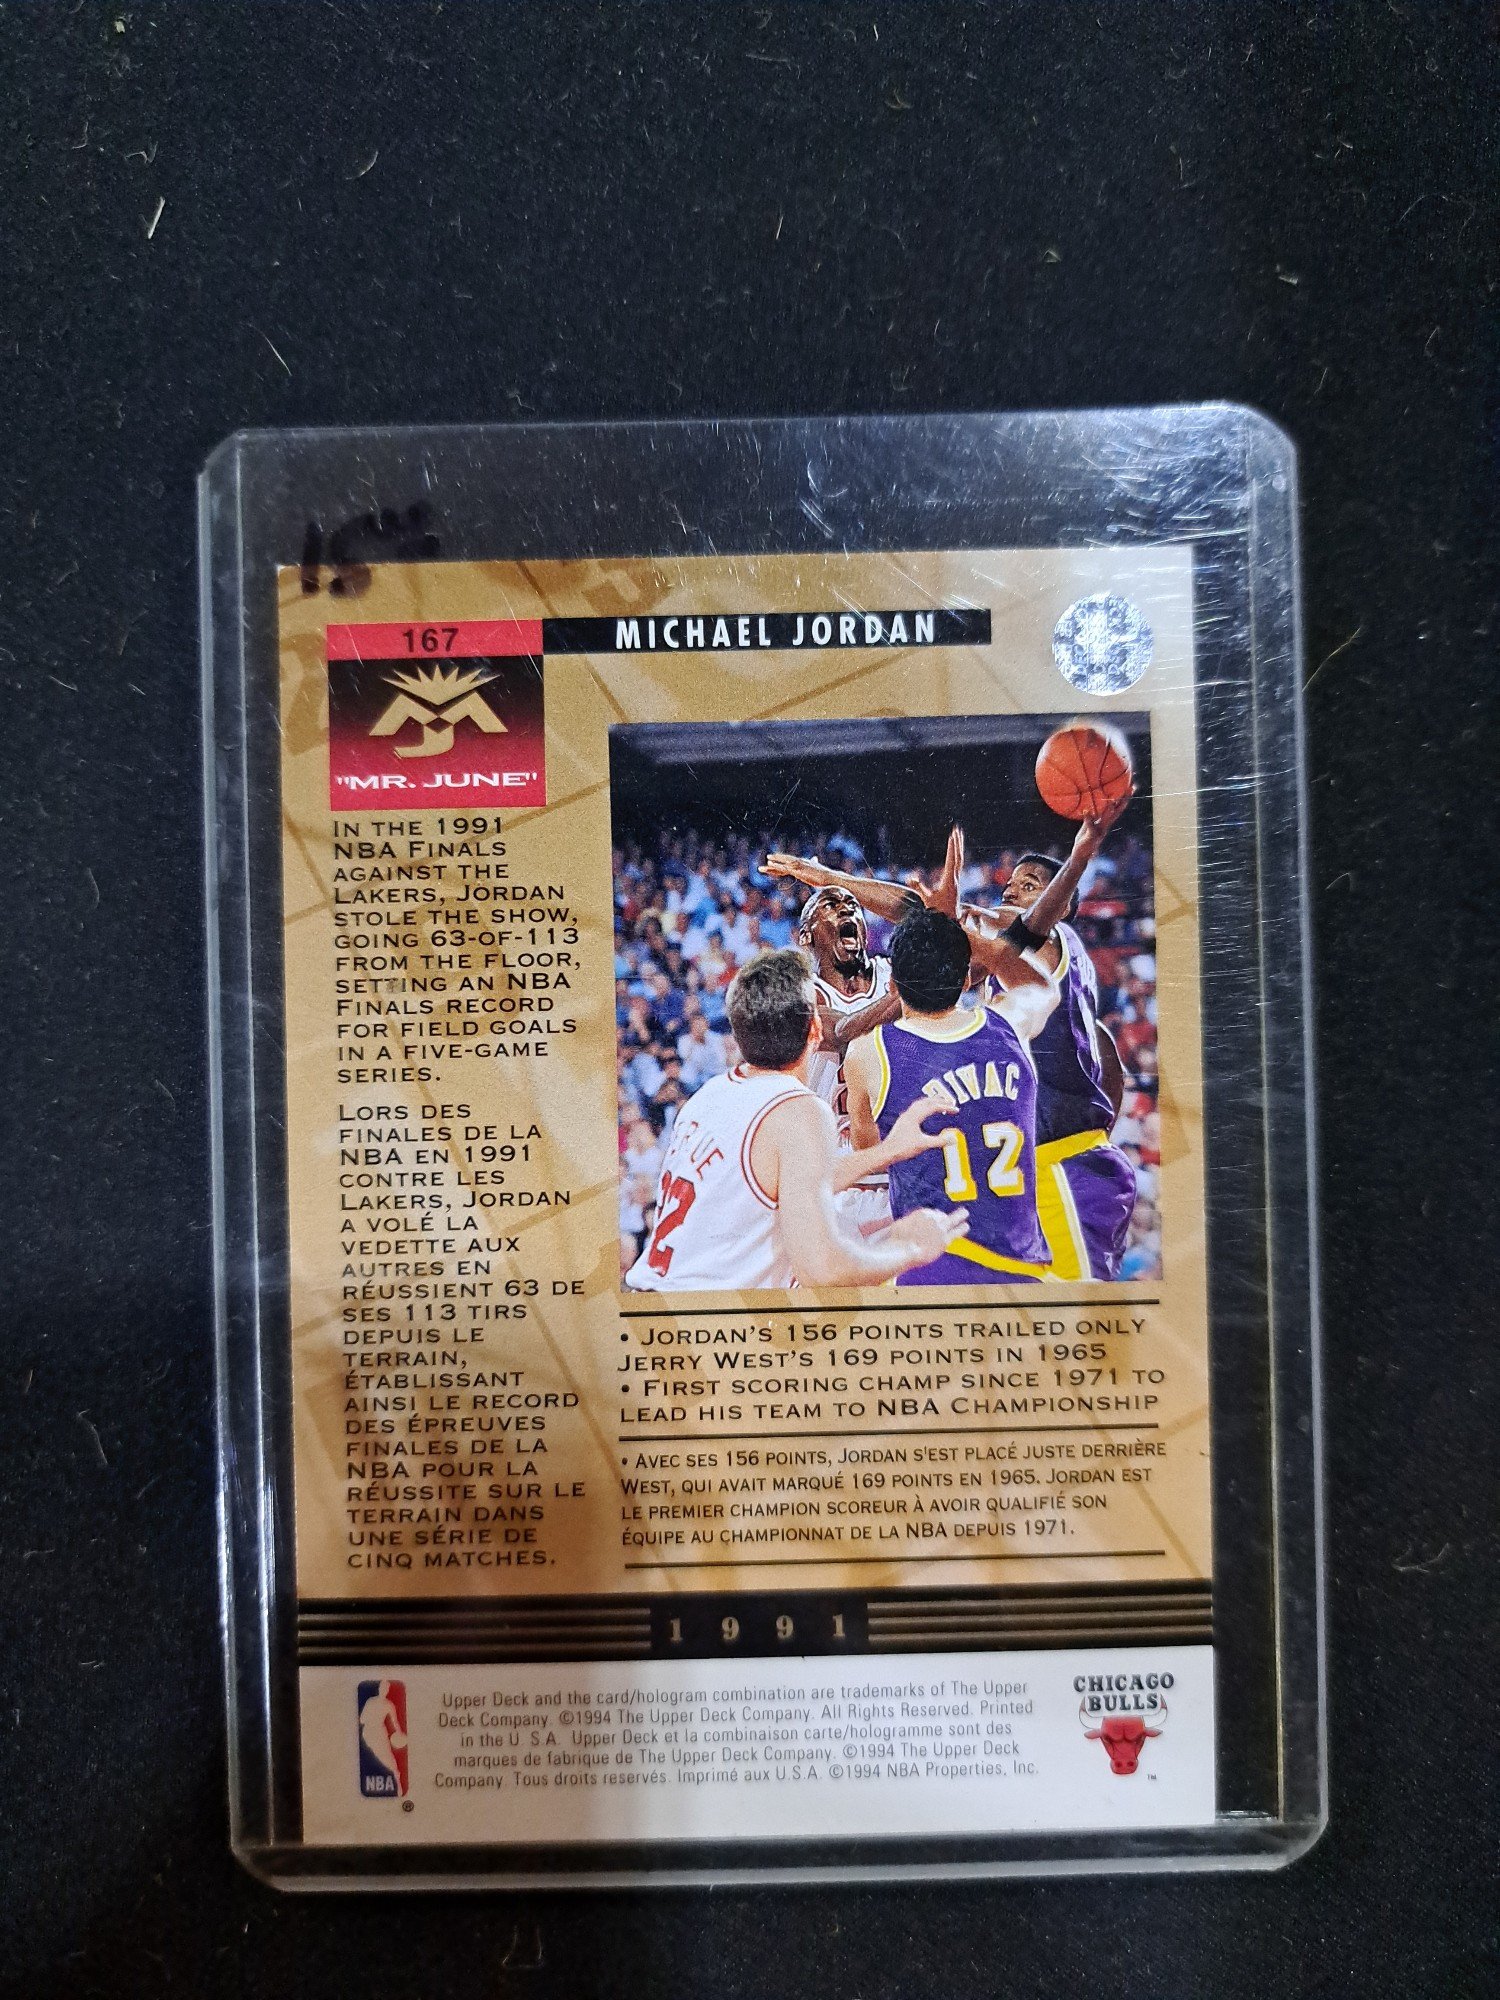 15
167
MICHAEL JORDAN
MJ
"MR. JUNE"
IN THE 1991
NBA FINALS
AGAINST THE
LAKERS, JORDAN
STOLE THE SHOW,
GOING 63-OF-113
FROM THE FLOOR,
SETTING AN NBA
FINALS RECORD
FOR FIELD GOALS
IN A FIVE-GAME
SERIES.
LORS DES
FINALES DE LA
NBA EN 1991
CONTRE LES
LAKERS, JORDAN
A VOLÉ LA
VEDETTE AUX
AUTRES EN
RÉUSSIENT 63 DE
SES 113 TIRS
DEPUIS LE
TERRAIN,
ÉTABLISSANT
AINSI LE RECORD
DES ÉPREUVES
FINALES DE LA
NBA POUR LA
RÉUSSITE SUR LE
TERRAIN DANS
UNE SÉRIE DE
CINQ MATCHES.
DIVAC
12
ERUE
32
• JORDAN'S 156 POINTS TRAILED ONLY
JERRY WEST'S 169 POINTS IN 1965
• FIRST SCORING CHAMP SINCE 1971 TO
LEAD HIS TEAM TO NBA CHAMPIONSHIP
• AVEC SES 156 POINTS, JORDAN S'EST PLACÉ JUSTE DERRIÈRE
WEST, QUI AVAIT MARQUÉ 169 POINTS EN 1965. JORDAN EST
LE PREMIER CHAMPION SCOREUR À AVOIR QUALIFIÉ SON
ÉQUIPE AU CHAMPIONNAT DE LA NBA DEPUIS 1971.
1991
NBA
®
Upper Deck and the card/hologram combination are trademarks of The Upper
Deck Company. ©1994 The Upper Deck Company. All Rights Reserved. Printed
in the U.S.A. Upper Deck et la combinaison carte/hologramme sont des
marques de fabrique de The Upper Deck Company. ©1994 The Upper Deck
Company. Tous droits reservés. Imprimé aux U.S.A. ©1994 NBA Properties, Inc.
CHICAGO
BULLS
™